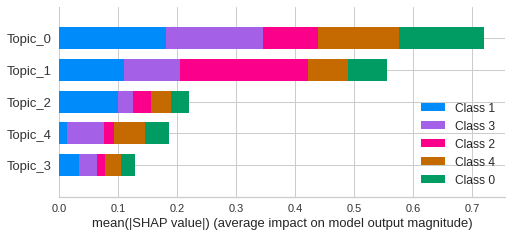 Topic_0
Topic_1
Topic_2
Topic_4
Topic_3
Class 1
Class 3
Class 2
Class 4
Class 0
0.0 0.1 0.2 0.3 0.4 0.5 0.6 0.7
mean(|SHAP value|) (average impact on model output magnitude)